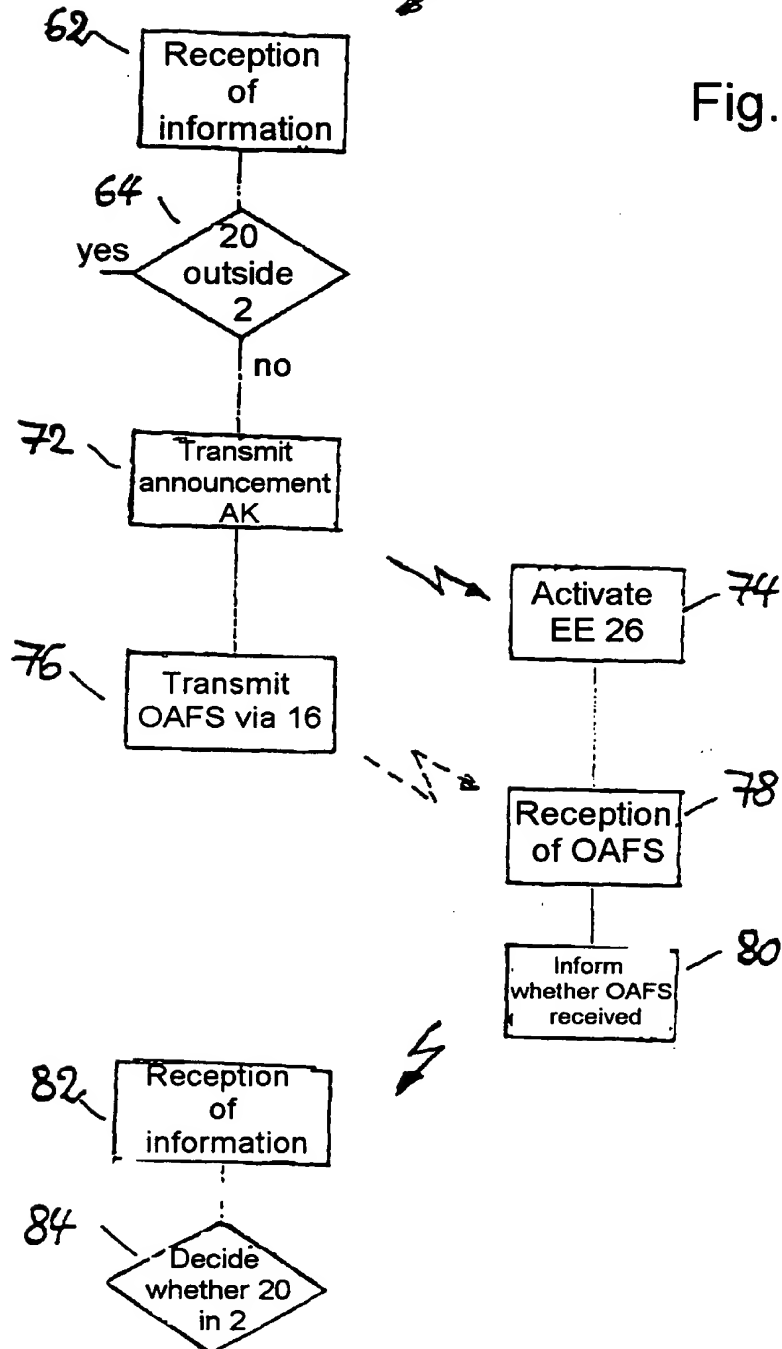 62
Reception
of
information
Fig.
64
20
outside
2
yes
no
72
Transmit
announcement
AK
Activate
EE 26
74
76
Transmit
OAFS via 16
Reception
of OAFS
78
Inform
whether OAFS
received
80
82
Reception
of
information
84
Decide
whether 20
in 2